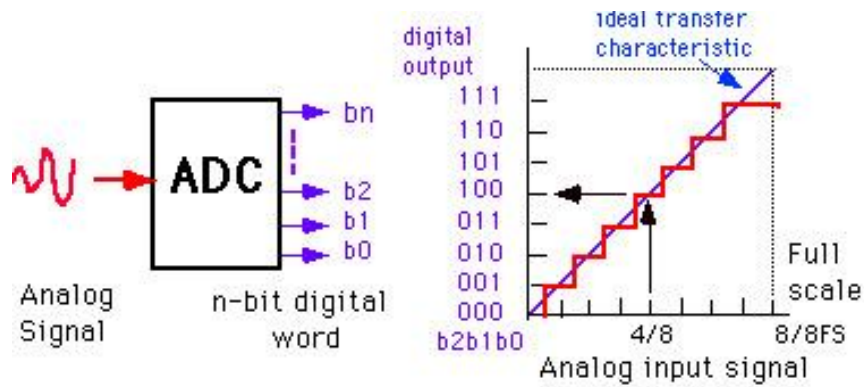 ADC
bn
b2
b1
b0
Analog
Signal
n-bit digital
word
digital
output
ideal transfer
characteristic
111
110
101
100
011
010
001
000
b2b1b0
4/8
8/8FS
Full
scale
Analog input signal